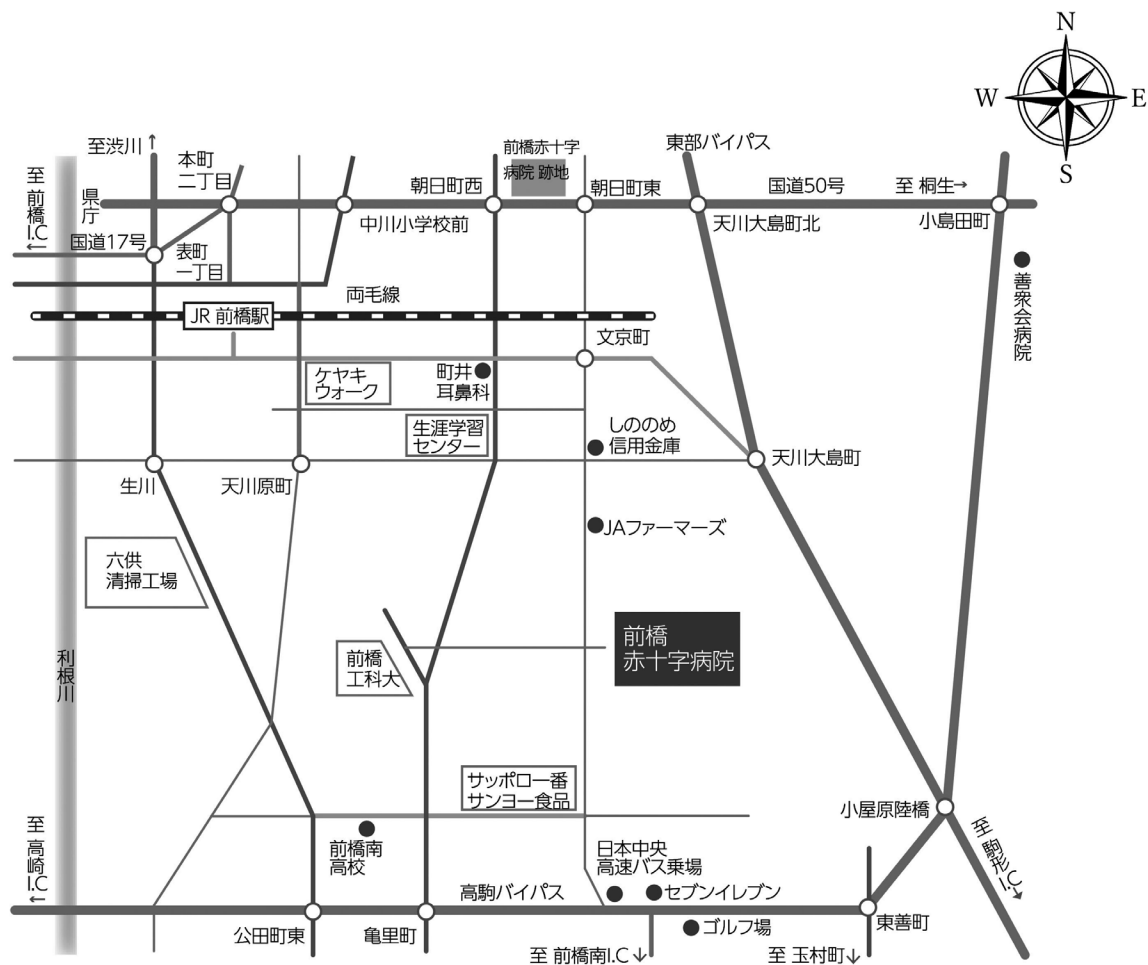 N
W
E
S
至渋川↑
本町
二丁目
前橋赤十字
病院 跡地
東部バイパス
至 前橋I.C←
県庁
朝日町西
朝日町東
国道50号
至 桐生→
中川小学校前
天川大島町北
小島田町
国道17号
表町
一丁目
善衆会病院
両毛線
JR 前橋駅
文京町
ケヤキ
ウォーク
町井
耳鼻科
生涯学習
センター
しののめ
信用金庫
天川大島町
生川
天川原町
JAファーマーズ
六供
清掃工場
前橋
赤十字病院
利根川
前橋
工科大
サッポロ一番
サンヨー食品
小屋原陸橋
至 高崎I.C←
前橋南
高校
日本中央
高速バス乗場
至 駒形I.C→
高駒バイパス
セブンイレブン
公田町東
亀里町
ゴルフ場
東善町
至 前橋南I.C↓
至 玉村町↓